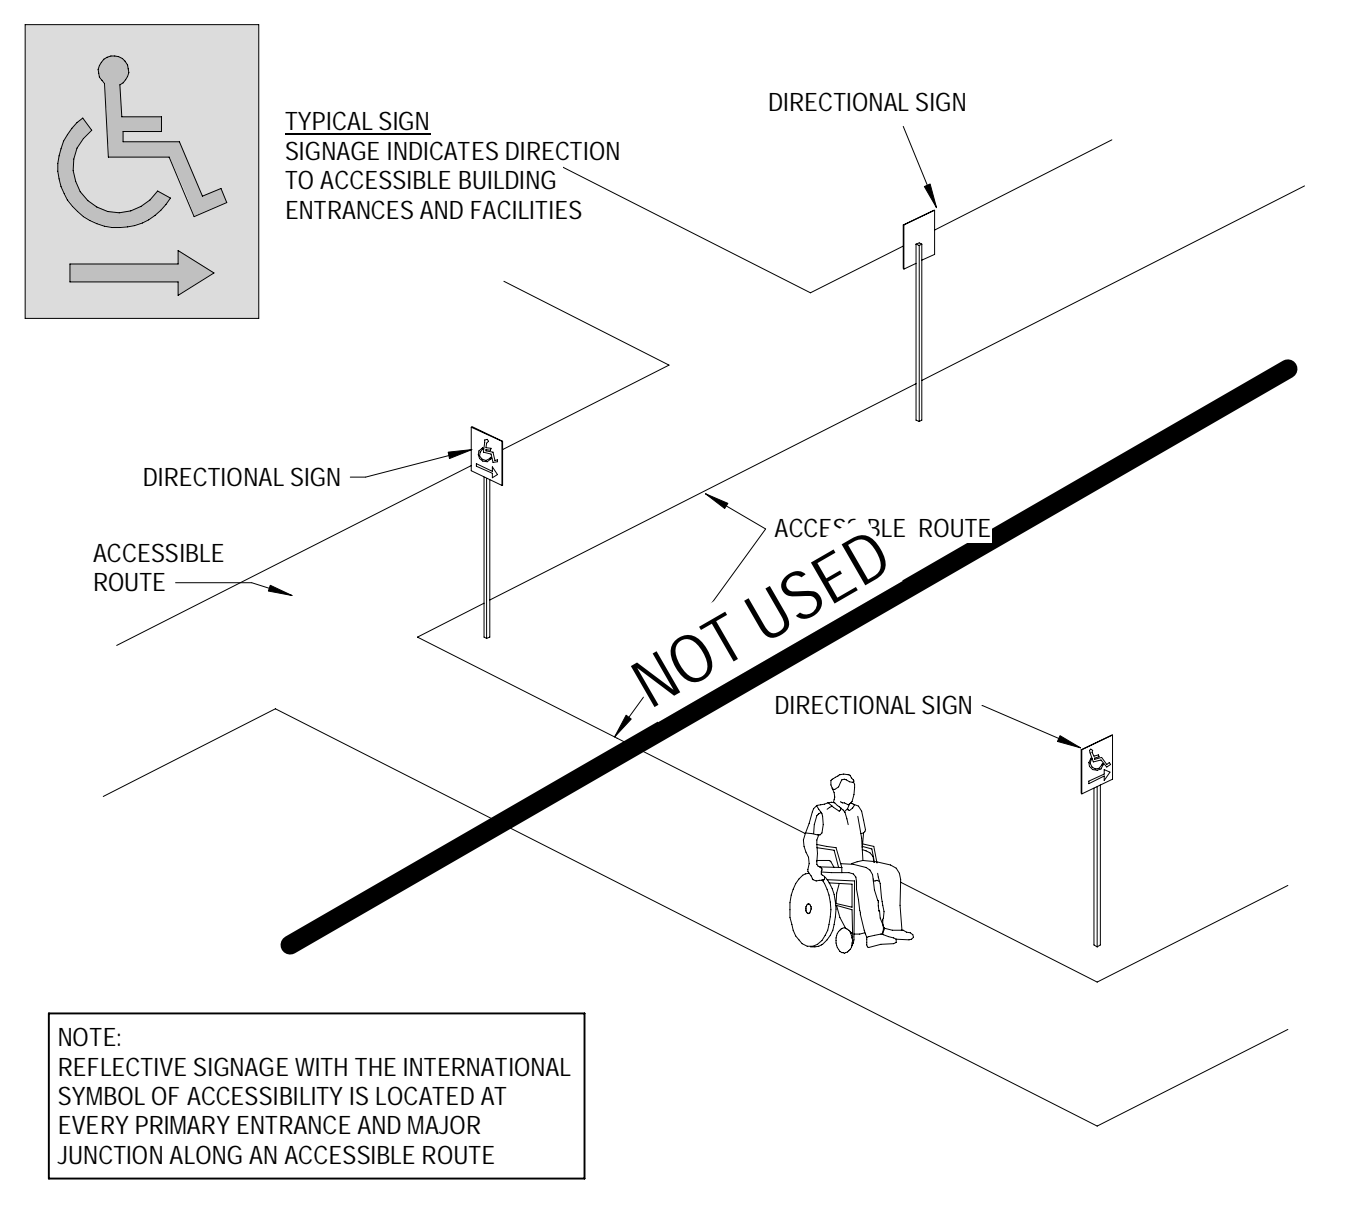 TYPICAL SIGN
SIGNAGE INDICATES DIRECTION
TO ACCESSIBLE BUILDING
ENTRANCES AND FACILITIES
DIRECTIONAL SIGN
DIRECTIONAL SIGN
ACCESSIBLE
ROUTE
ACCESSIBLE ROUTE
NOT USED
DIRECTIONAL SIGN
NOTE:
REFLECTIVE SIGNAGE WITH THE INTERNATIONAL
SYMBOL OF ACCESSIBILITY IS LOCATED AT
EVERY PRIMARY ENTRANCE AND MAJOR
JUNCTION ALONG AN ACCESSIBLE ROUTE